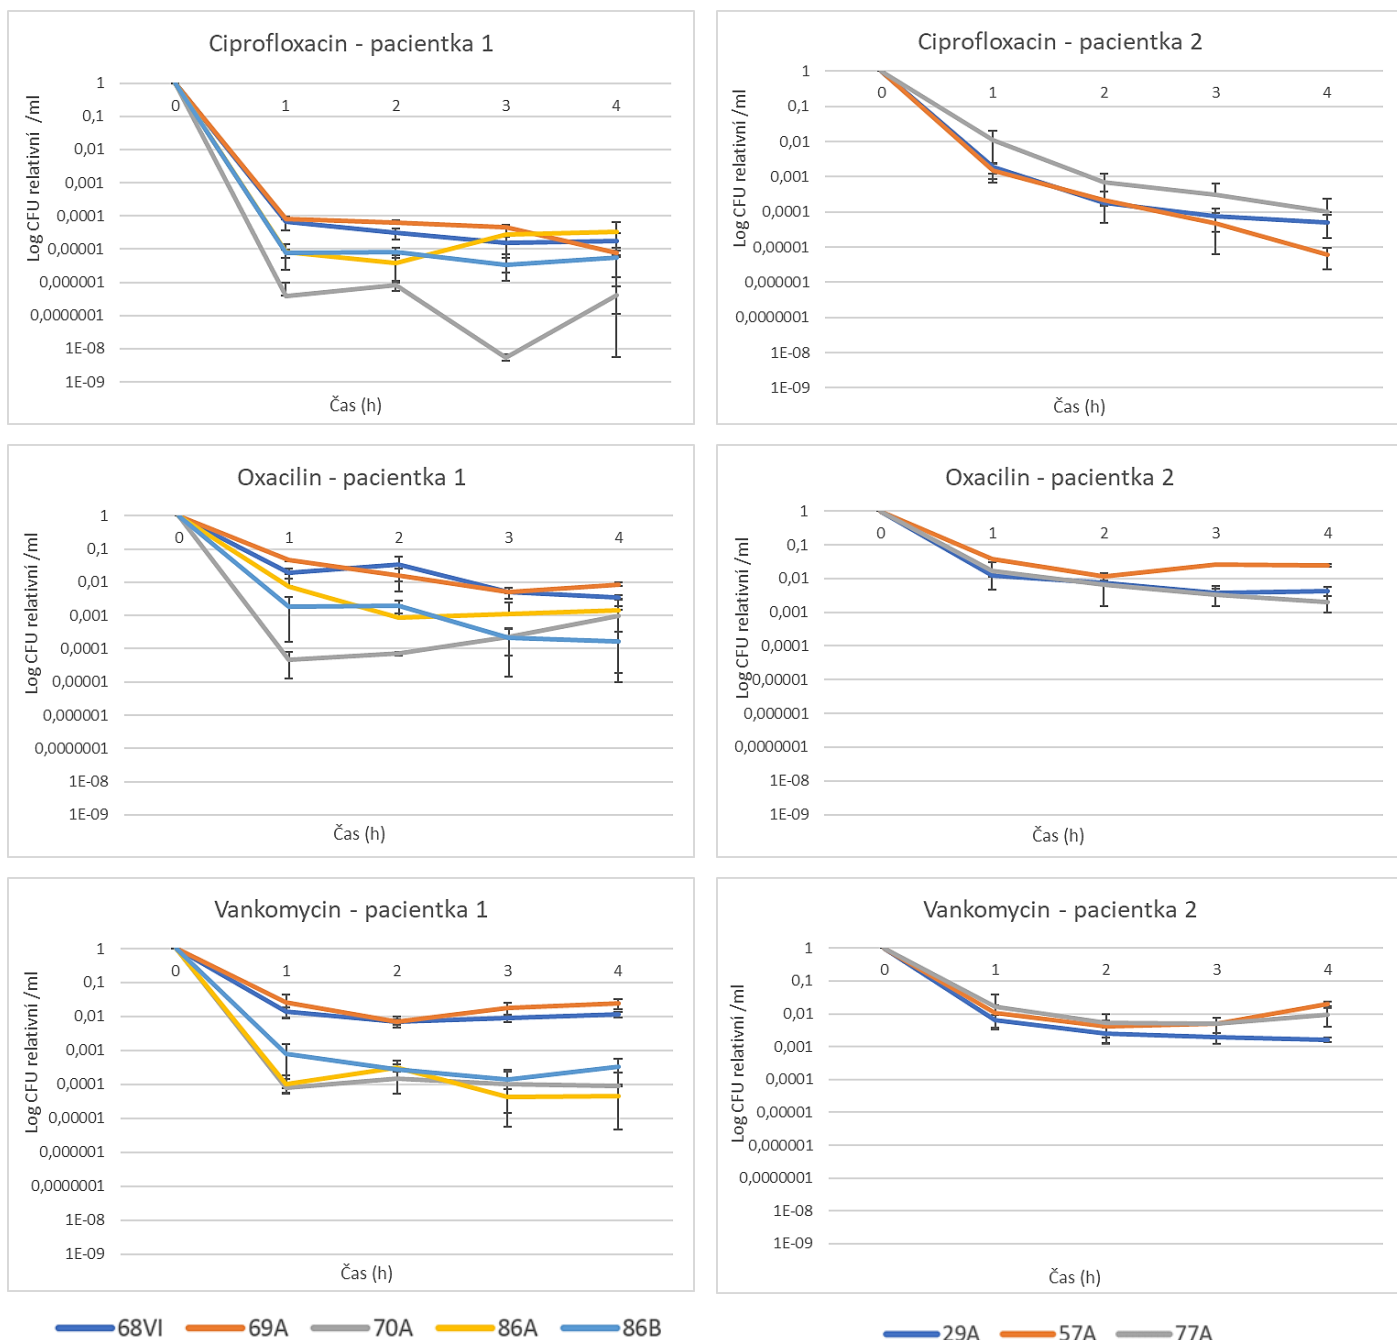 Ciprofloxacin - pacientka 1
Log CFU relativní /ml
1
0,1
0,01
0,001
0,0001
0,00001
0,000001
0,0000001
1E-08
1E-09
0 1 2 3 4
Čas (h)
Ciprofloxacin - pacientka 2
Log CFU relativní /ml
1
0,1
0,01
0,001
0,0001
0,00001
0,000001
0,0000001
1E-08
1E-09
0 1 2 3 4
Čas (h)
Oxacilin - pacientka 1
Log CFU relativní /ml
1
0,1
0,01
0,001
0,0001
0,00001
0,000001
0,0000001
1E-08
1E-09
0 1 2 3 4
Čas (h)
Oxacilin - pacientka 2
Log CFU relativní /ml
1
0,1
0,01
0,001
0,0001
0,00001
0,000001
0,0000001
1E-08
1E-09
0 1 2 3 4
Čas (h)
Vankomycin - pacientka 1
Log CFU relativní /ml
1
0,1
0,01
0,001
0,0001
0,00001
0,000001
0,0000001
1E-08
1E-09
0 1 2 3 4
Čas (h)
Vankomycin - pacientka 2
Log CFU relativní /ml
1
0,1
0,01
0,001
0,0001
0,00001
0,000001
0,0000001
1E-08
1E-09
0 1 2 3 4
Čas (h)
68VI 69A 70A 86A 86B
29A 57A 77A